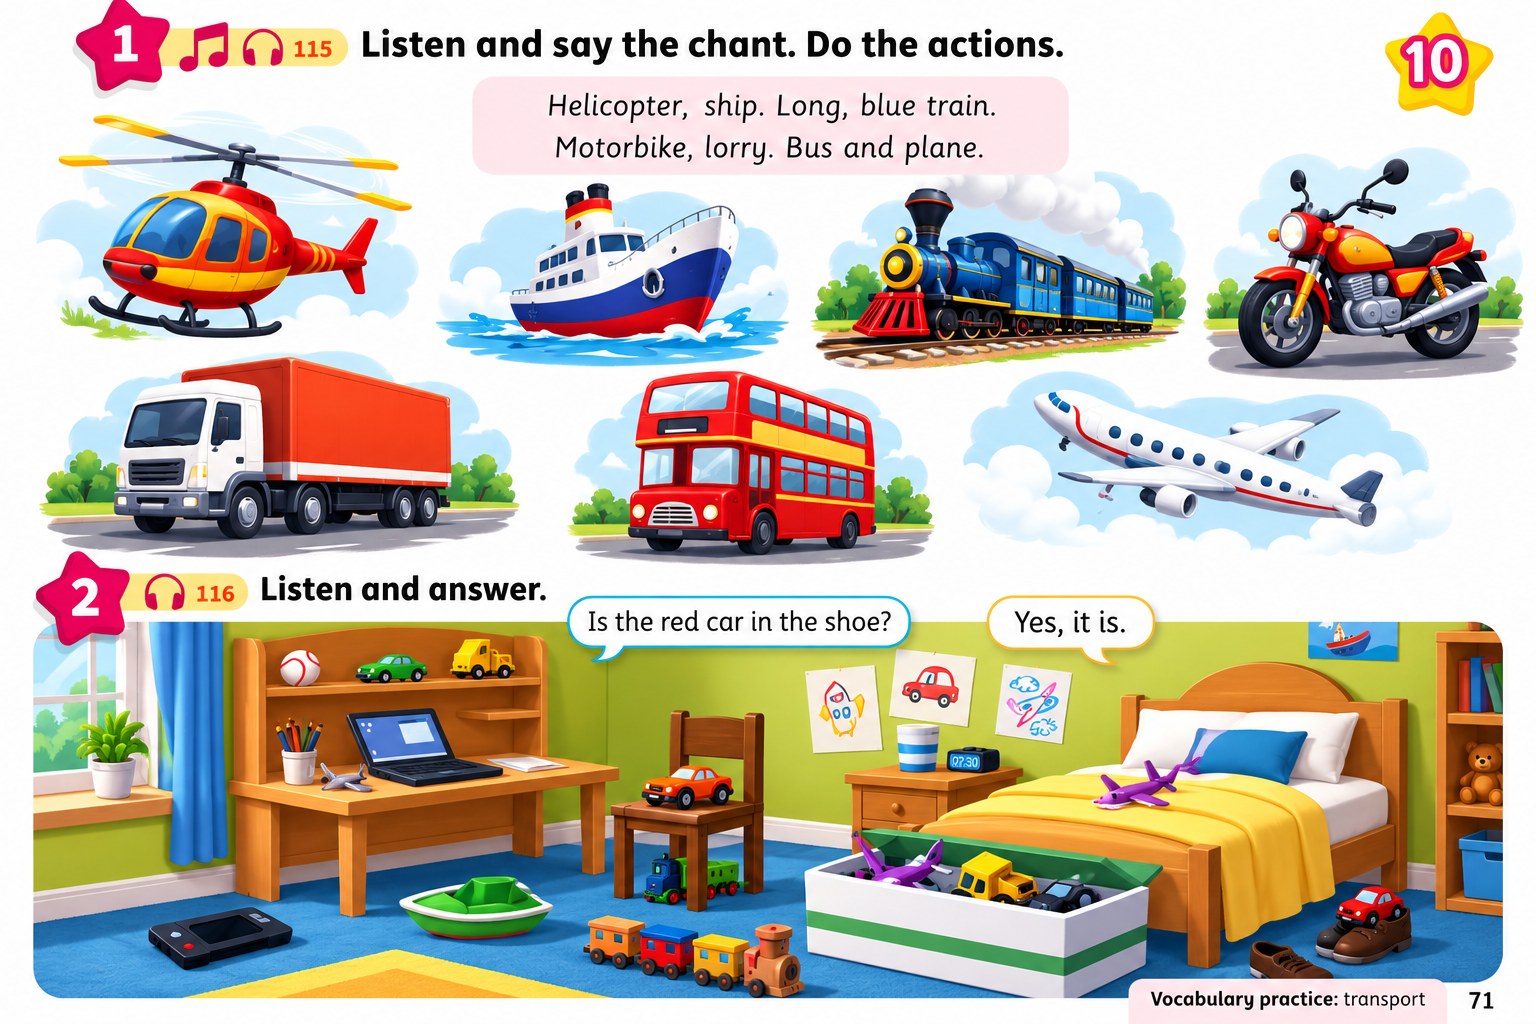 1 115 Listen and say the chant. Do the actions.
10
Helicopter, ship. Long, blue train.
Motorbike, lorry. Bus and plane.
2 116 Listen and answer.
Is the red car in the shoe?
Yes, it is.
07:30
Vocabulary practice: transport 71